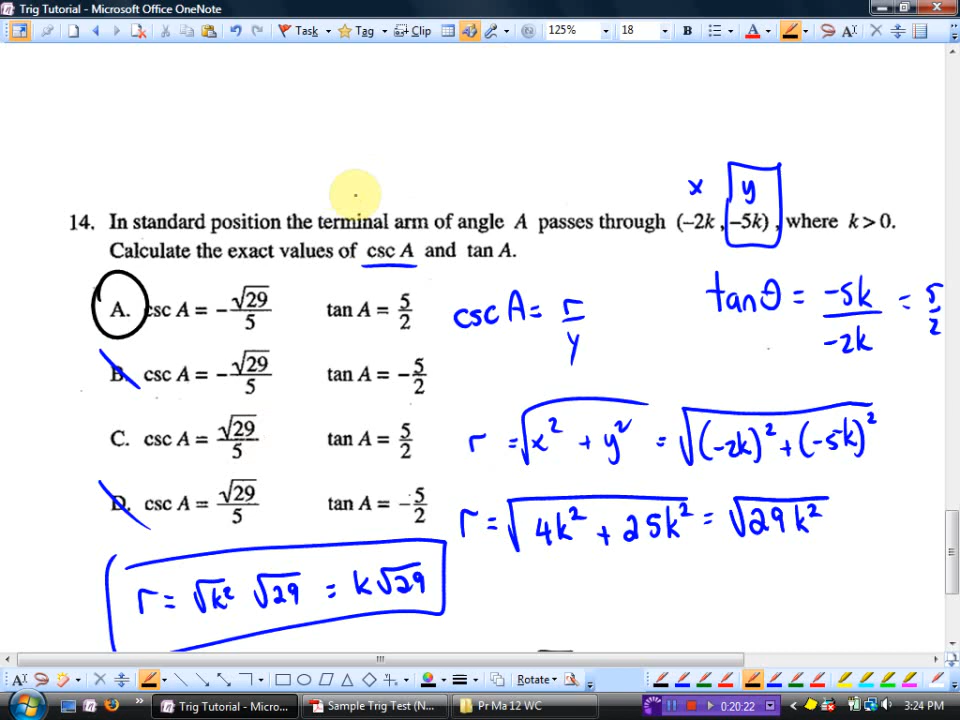 Trig Tutorial - Microsoft Office OneNote
Task Tag Clip 125% 18 B A
x y
14. In standard position the terminal arm of angle A passes through (–2k , –5k) , where k > 0.
Calculate the exact values of csc A and tan A.
A. csc A = –√29/5 tan A = 5/2
B. csc A = –√29/5 tan A = –5/2
C. csc A = √29/5 tan A = 5/2
D. csc A = √29/5 tan A = –5/2
csc A = r/y
tanθ = -5k/-2k = 5/2
r = √x² + y² = √(-2k)² + (-5k)²
r = √4k² + 25k² = √29k²
r = √k² √29 = k√29
Rotate
Trig Tutorial - Micros... Sample Trig Test (N... Pr Ma 12 WC 0:20:22 3:24 PM